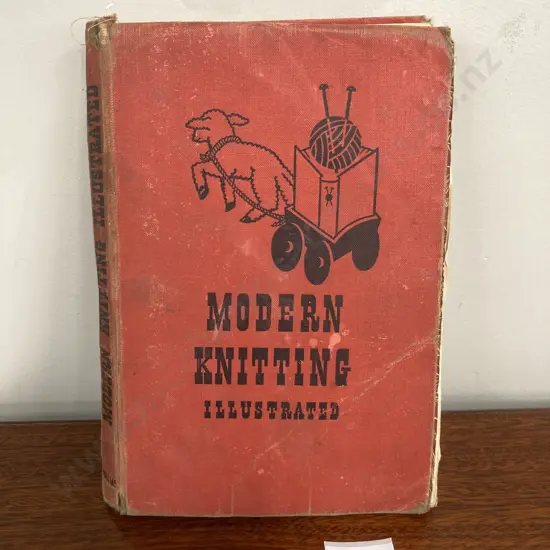 MODERN
KNITTING
ILLUSTRATED
MODERN KNITTING ILLUSTRATED